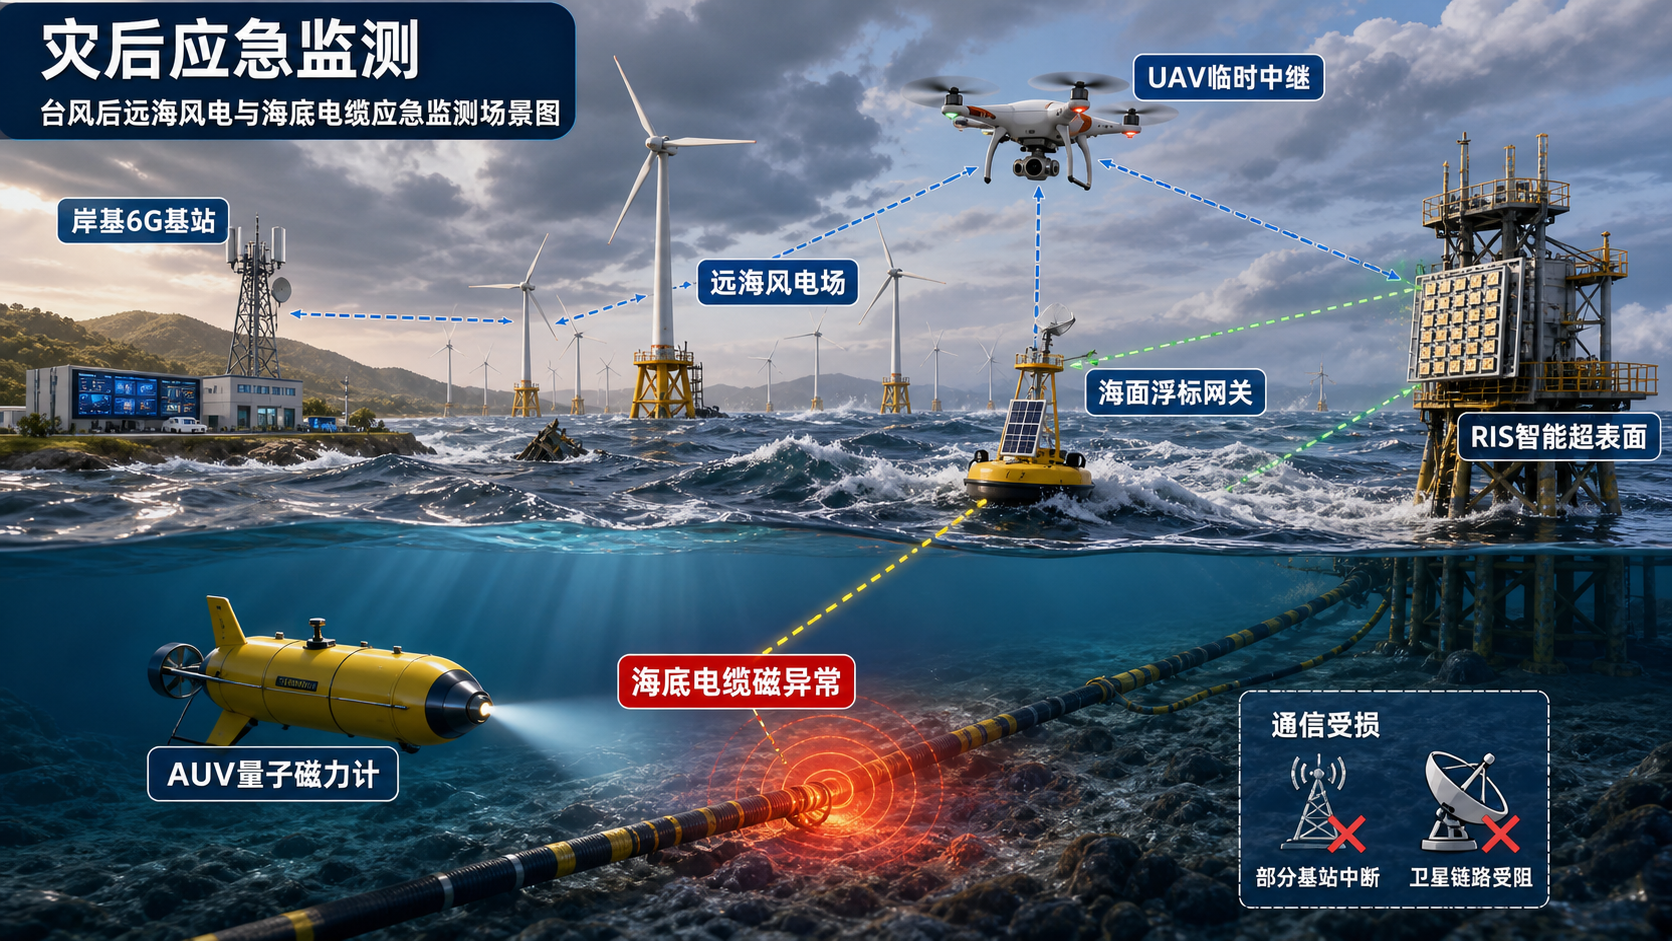 灾后应急监测
台风后远海风电与海底电缆应急监测场景图
UAV临时中继
岸基6G基站
远海风电场
海面浮标网关
RIS智能超表面
海底电缆磁异常
AUV量子磁力计
通信受损
部分基站中断
卫星链路受阻